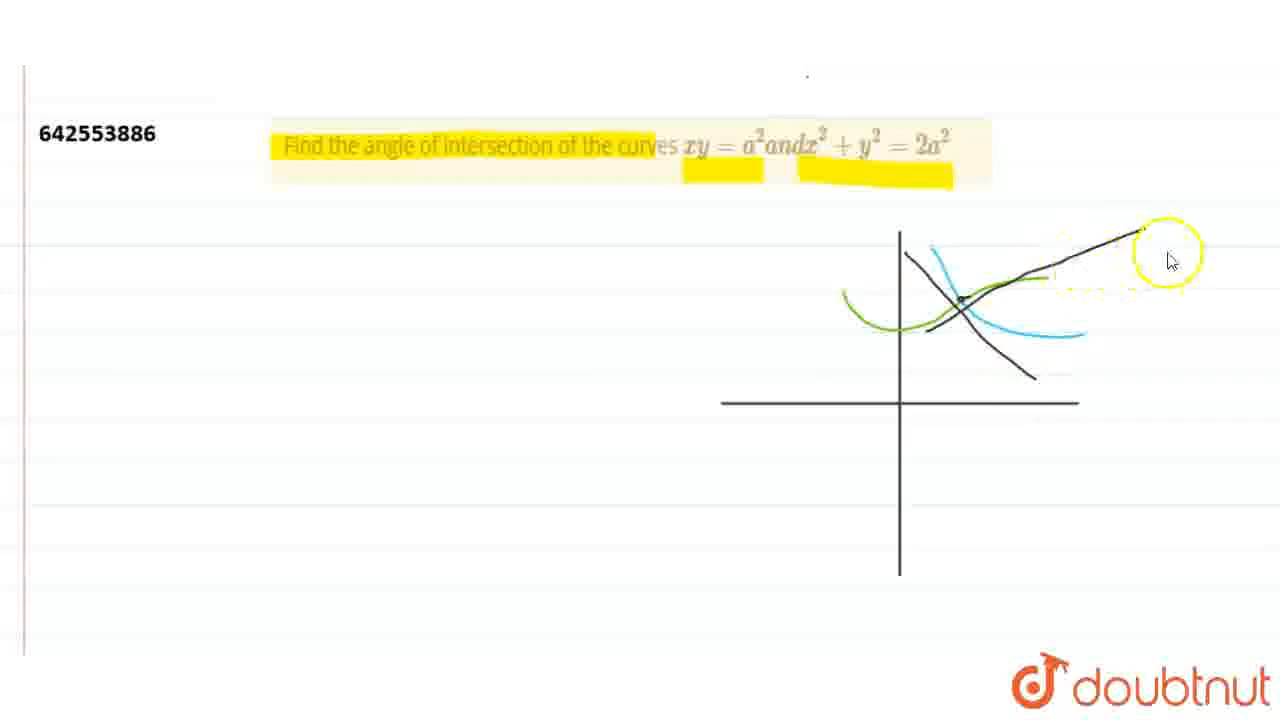 642553886
Find the angle of intersection of the curves $xy = a^2 and x^2 + y^2 = 2a^2$
doubtnut